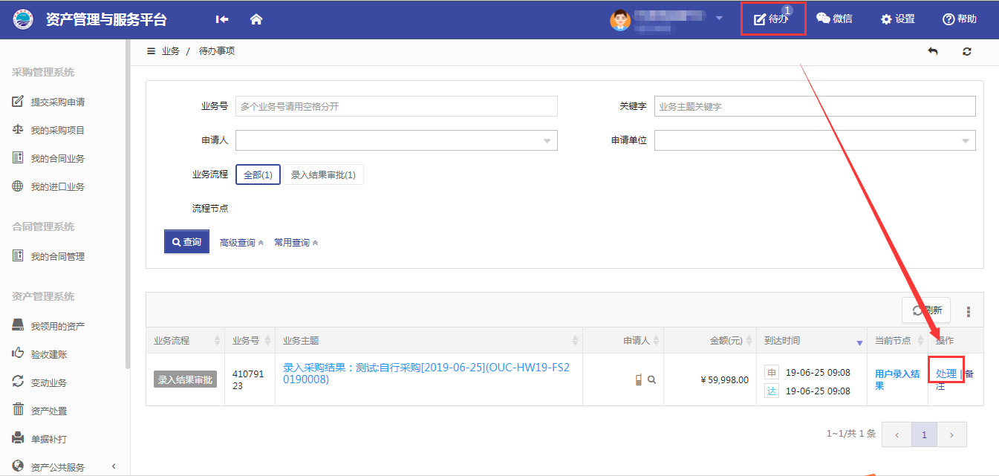 资产管理与服务平台
待办
1
微信
设置
帮助
业务 / 待办事项
采购管理系统
提交采购申请
我的采购项目
我的合同业务
我的进口业务
合同管理系统
我的合同管理
资产管理系统
我领用的资产
验收建账
变动业务
资产处置
单据补打
资产公共服务
业务号
多个业务号请用空格分开
关键字
业务主题关键字
申请人
申请单位
业务流程
全部(1)
录入结果审批(1)
流程节点
查询
高级查询
常用查询
刷新
业务流程
业务号
业务主题
申请人
金额(元)
到达时间
当前节点
操作
录入结果审批
410791
23
录入采购结果：测试:自行采购[2019-06-25](OUC-HW19-FS2
0190008)
¥ 59,998.00
申 19-06-25 09:08
达 19-06-25 09:08
用户录入结
果
处理 | 备
注
1~1/共 1 条
‹
1
›